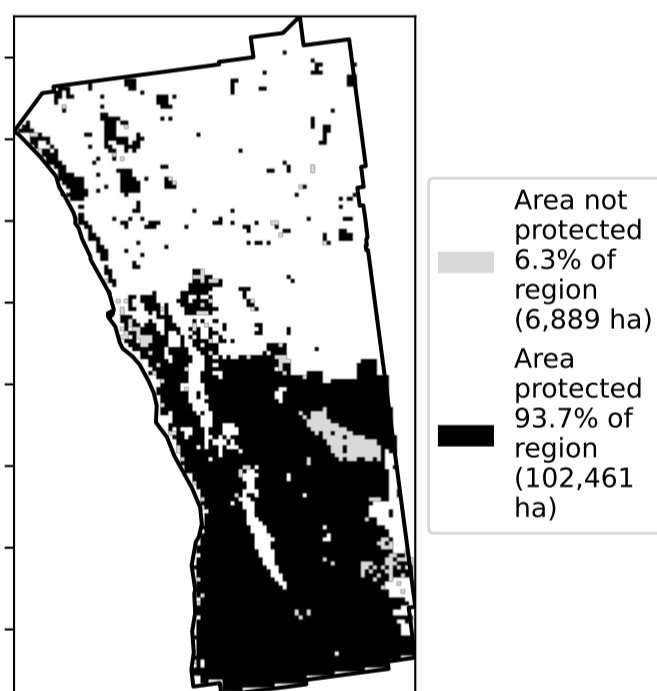 Area not
protected
6.3% of
region
(6,889 ha)
Area
protected
93.7% of
region
(102,461
ha)